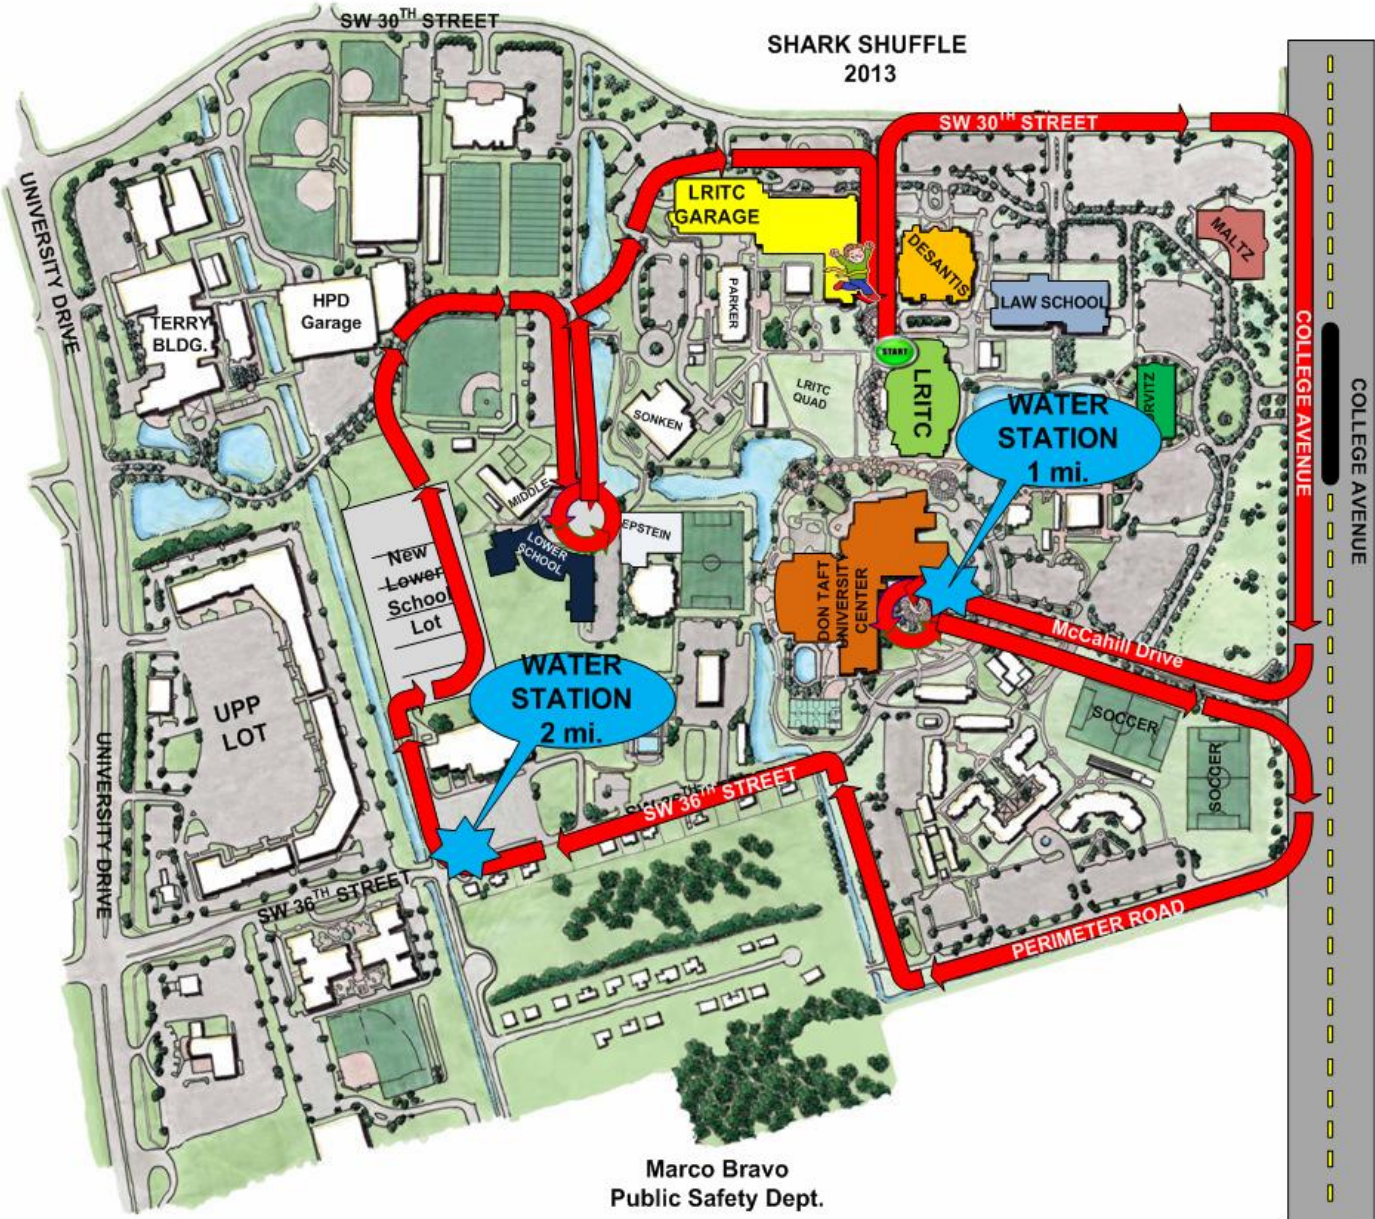 SW 30TH STREET
SHARK SHUFFLE
2013
SW 30TH STREET
UNIVERSITY DRIVE
LRITC
GARAGE
MALTZ
DESANTIS
PARKER
HPD
Garage
TERRY
BLDG.
LAW SCHOOL
COLLEGE AVENUE
COLLEGE AVENUE
START
LRITC
LRITC
QUAD
SONKEN
RVITZ
WATER
STATION
1 mi.
MIDDLE
EPSTEIN
LOWER
SCHOOL
New
Lower
School
Lot
DON TAFT
UNIVERSITY
CENTER
McCahill Drive
WATER
STATION
2 mi.
UPP
LOT
SOCCER
SOCCER
UNIVERSITY DRIVE
SW 36TH STREET
SW 36TH STREET
PERIMETER ROAD
Marco Bravo
Public Safety Dept.